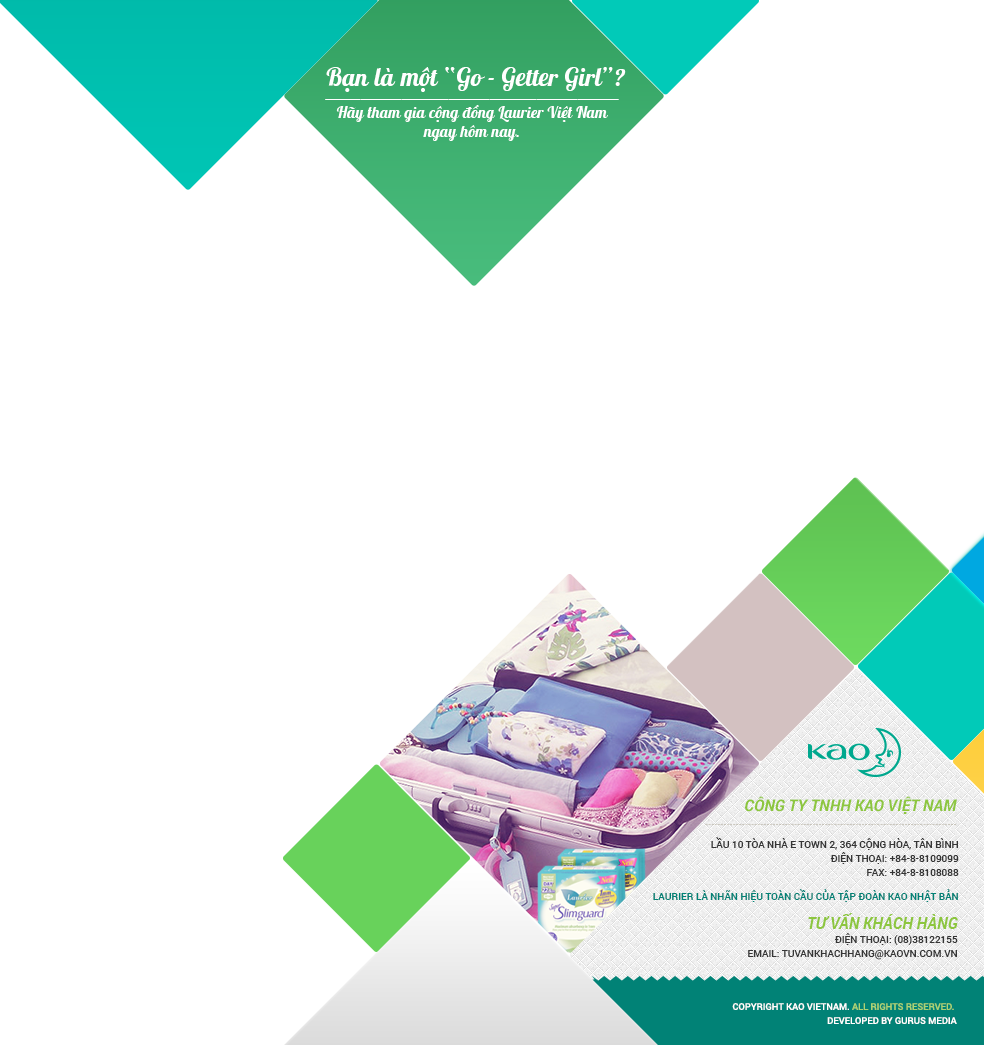 Bạn là một “Go - Getter Girl”?
Hãy tham gia cộng đồng Laurier Việt Nam
ngay hôm nay.
Kao
CÔNG TY TNHH KAO VIỆT NAM
LẦU 10 TÒA NHÀ E TOWN 2, 364 CỘNG HÒA, TÂN BÌNH
ĐIỆN THOẠI: +84-8-8109099
FAX: +84-8-8108088
LAURIER LÀ NHÃN HIỆU TOÀN CẦU CỦA TẬP ĐOÀN KAO NHẬT BẢN
TƯ VẤN KHÁCH HÀNG
ĐIỆN THOẠI: (08)38122155
EMAIL: TUVANKHACHHANG@KAOVN.COM.VN
Laurier
Super
Slimguard
COPYRIGHT KAO VIETNAM. ALL RIGHTS RESERVED.
DEVELOPED BY GURUS MEDIA